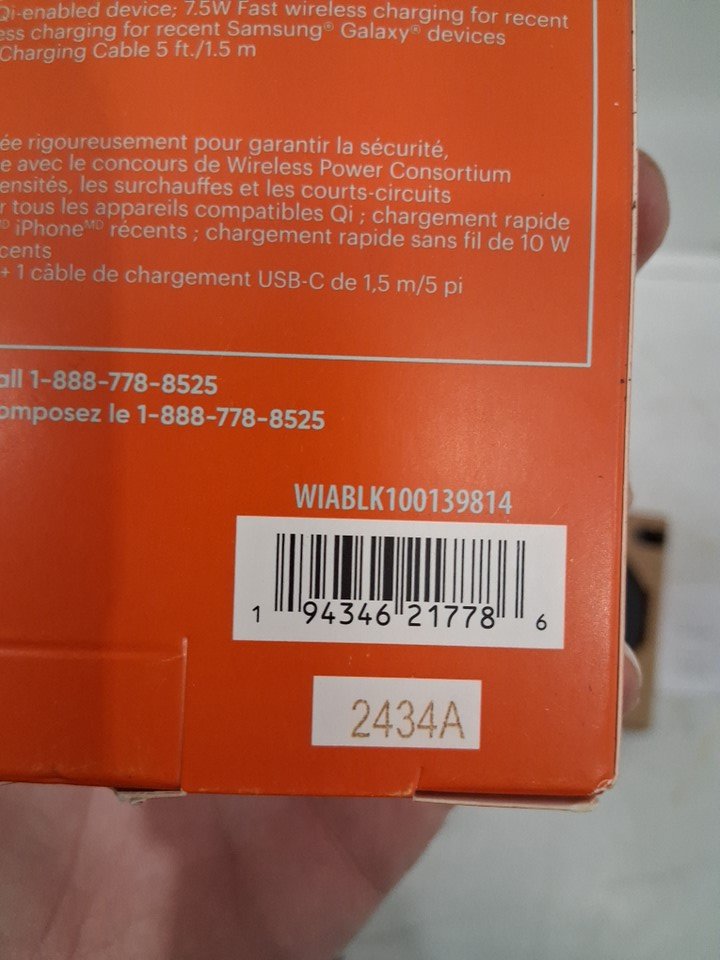 Qi-enabled device; 7.5W Fast wireless charging for recent
ess charging for recent Samsung® Galaxy® devices
Charging Cable 5 ft./1.5 m
ée rigoureusement pour garantir la sécurité,
e avec le concours de Wireless Power Consortium
ensités, les surchauffes et les courts-circuits
r tous les appareils compatibles Qi ; chargement rapide
MD iPhoneMD récents ; chargement rapide sans fil de 10 W
cents
+ 1 câble de chargement USB-C de 1,5 m/5 pi
all 1-888-778-8525
omposez le 1-888-778-8525
WIABLK100139814
1 94346 21778 6
2434A